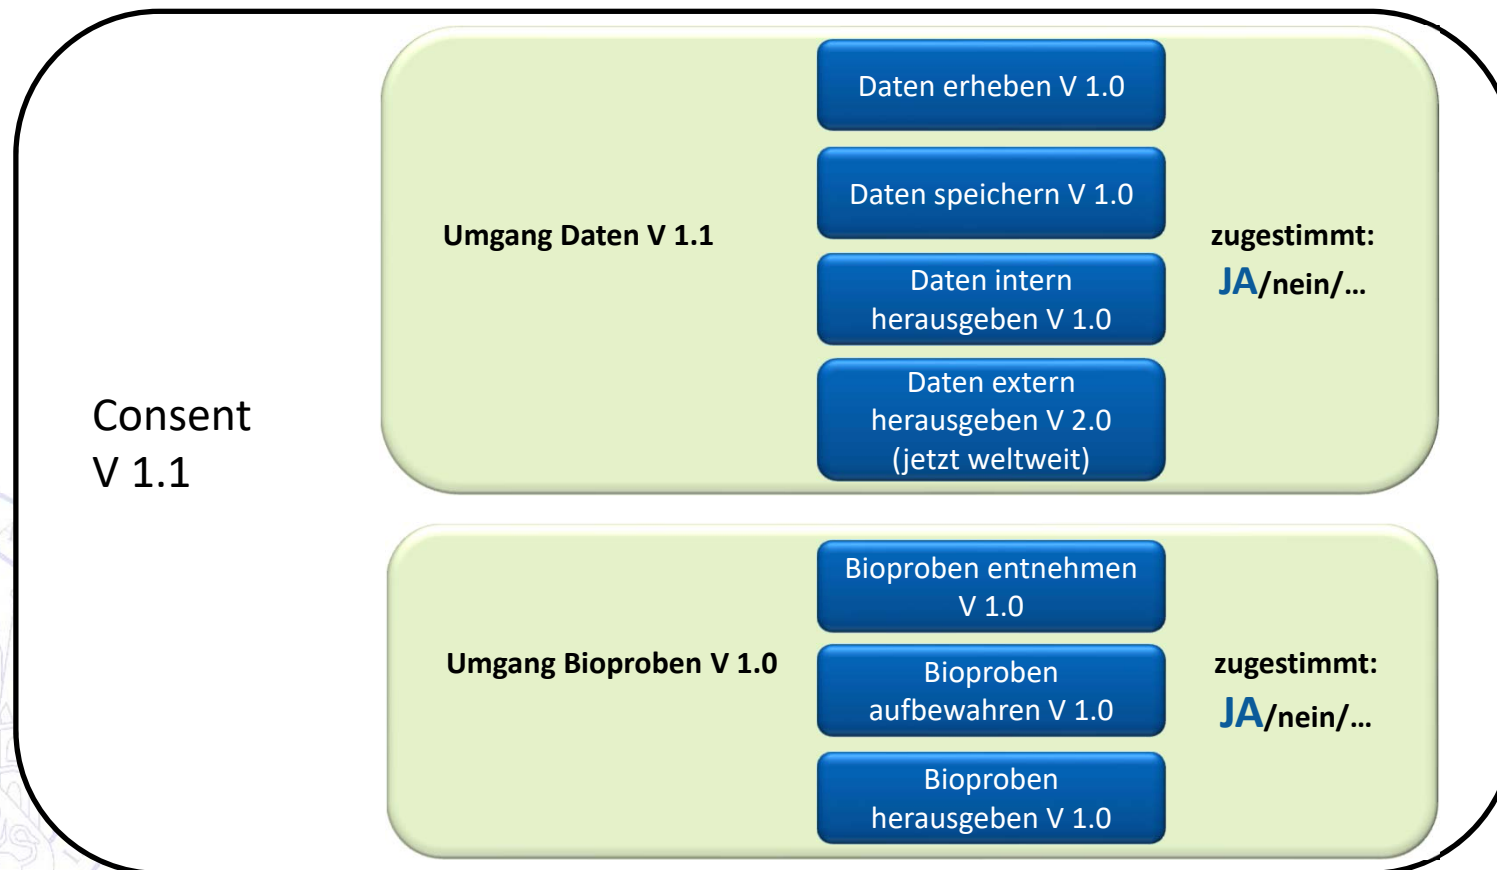 Consent
V 1.1
Umgang Daten V 1.1
Daten erheben V 1.0
Daten speichern V 1.0
Daten intern
herausgeben V 1.0
Daten extern
herausgeben V 2.0
(jetzt weltweit)
zugestimmt:
JA/nein/…
Umgang Bioproben V 1.0
Bioproben entnehmen
V 1.0
Bioproben
aufbewahren V 1.0
Bioproben
herausgeben V 1.0
zugestimmt:
JA/nein/…